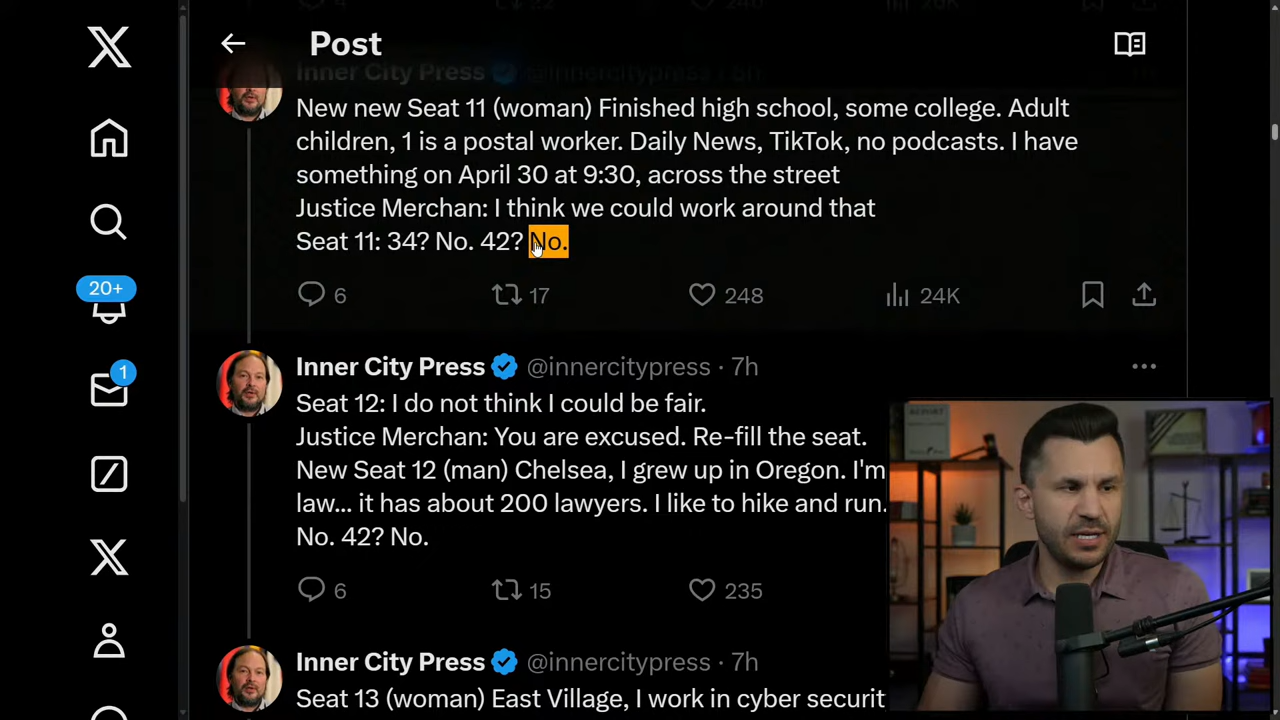 Post
Inner City Press @innercitypress
New new Seat 11 (woman) Finished high school, some college. Adult
children, 1 is a postal worker. Daily News, TikTok, no podcasts. I have
something on April 30 at 9:30, across the street
Justice Merchan: I think we could work around that
Seat 11: 34? No. 42? No.
6 17 248 24K
20+
1
Inner City Press @innercitypress · 7h
Seat 12: I do not think I could be fair.
Justice Merchan: You are excused. Re-fill the seat.
New Seat 12 (man) Chelsea, I grew up in Oregon. I'm
law... it has about 200 lawyers. I like to hike and run.
No. 42? No.
6 15 235
Inner City Press @innercitypress · 7h
Seat 13 (woman) East Village, I work in cyber securit